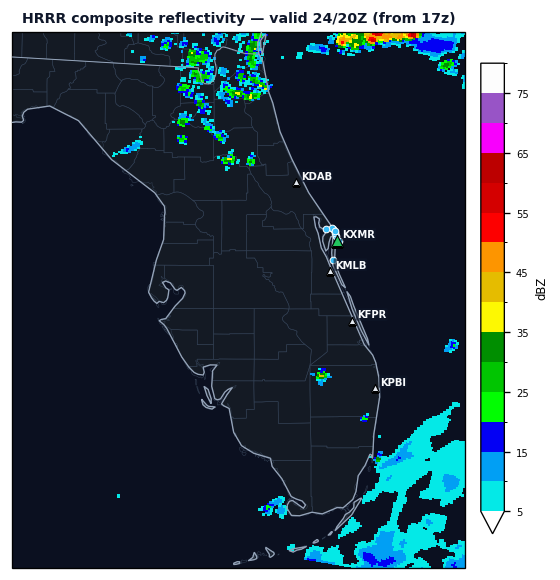 HRRR composite reflectivity — valid 24/20Z (from 17z)
KDAB
KXMR
KMLB
KFPR
KPBI
75
65
55
45
35
25
15
5
dBZ